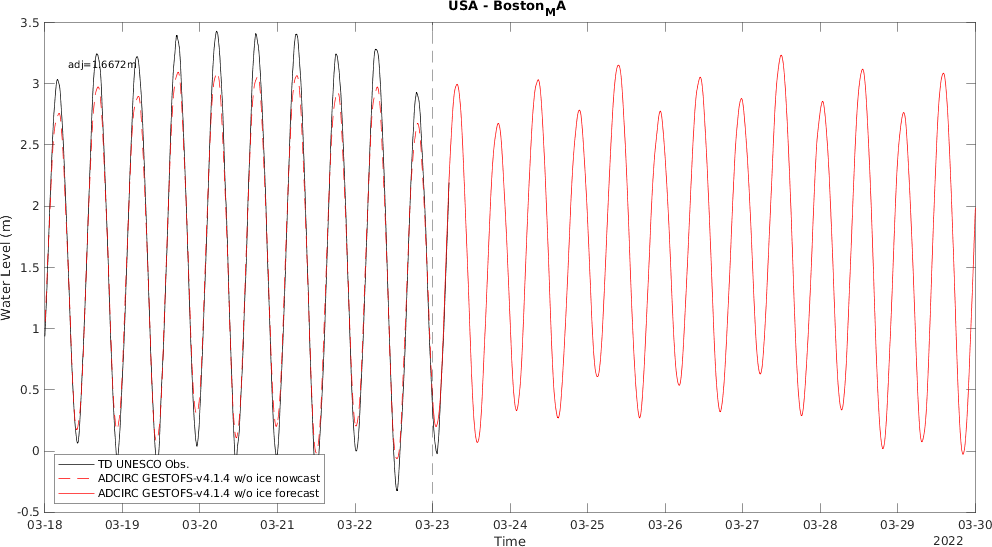 USA - Boston_MA
3.5
adj=1.6672m
3
2.5
2
1.5
1
0.5
0
-0.5
Water Level (m)
TD UNESCO Obs.
ADCIRC GESTOFS-v4.1.4 w/o ice nowcast
ADCIRC GESTOFS-v4.1.4 w/o ice forecast
03-18 03-19 03-20 03-21 03-22 03-23 03-24 03-25 03-26 03-27 03-28 03-29 03-30
Time
2022